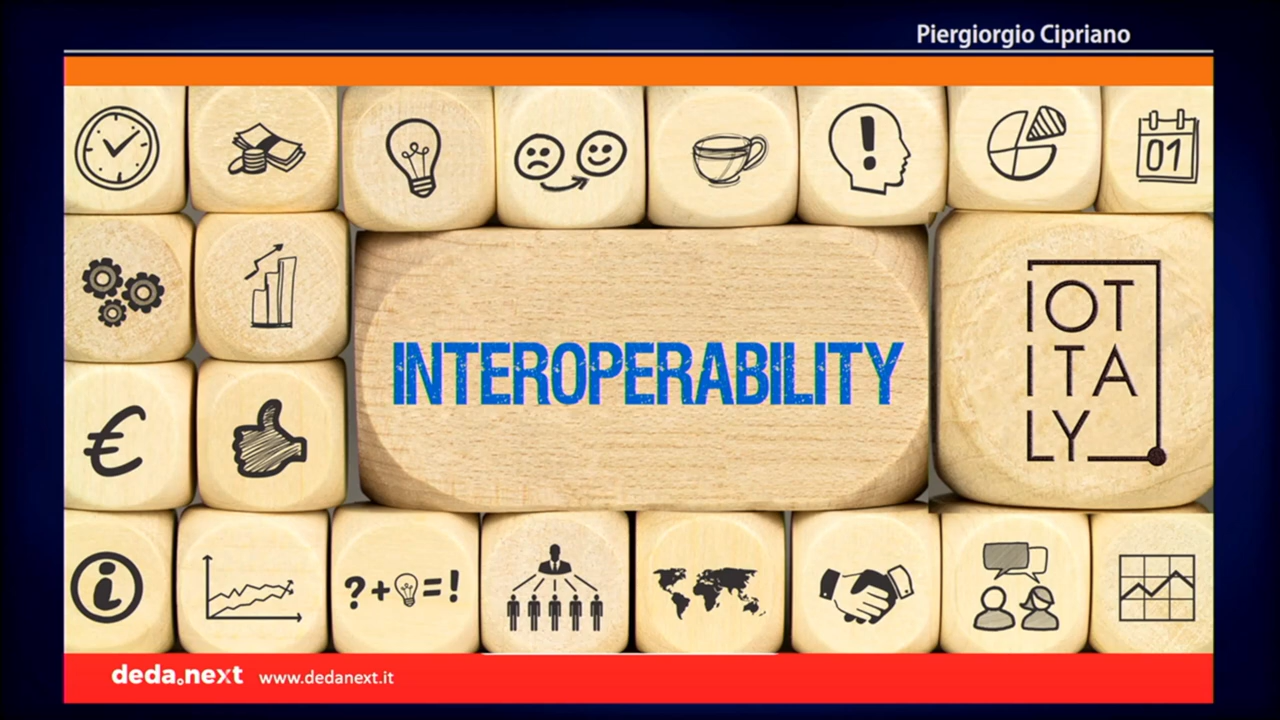 Piergiorgio Cipriano
!
01
INTEROPERABILITY
IOT
ITA
LY
€
i
?+=!
deda.next www.dedanext.it